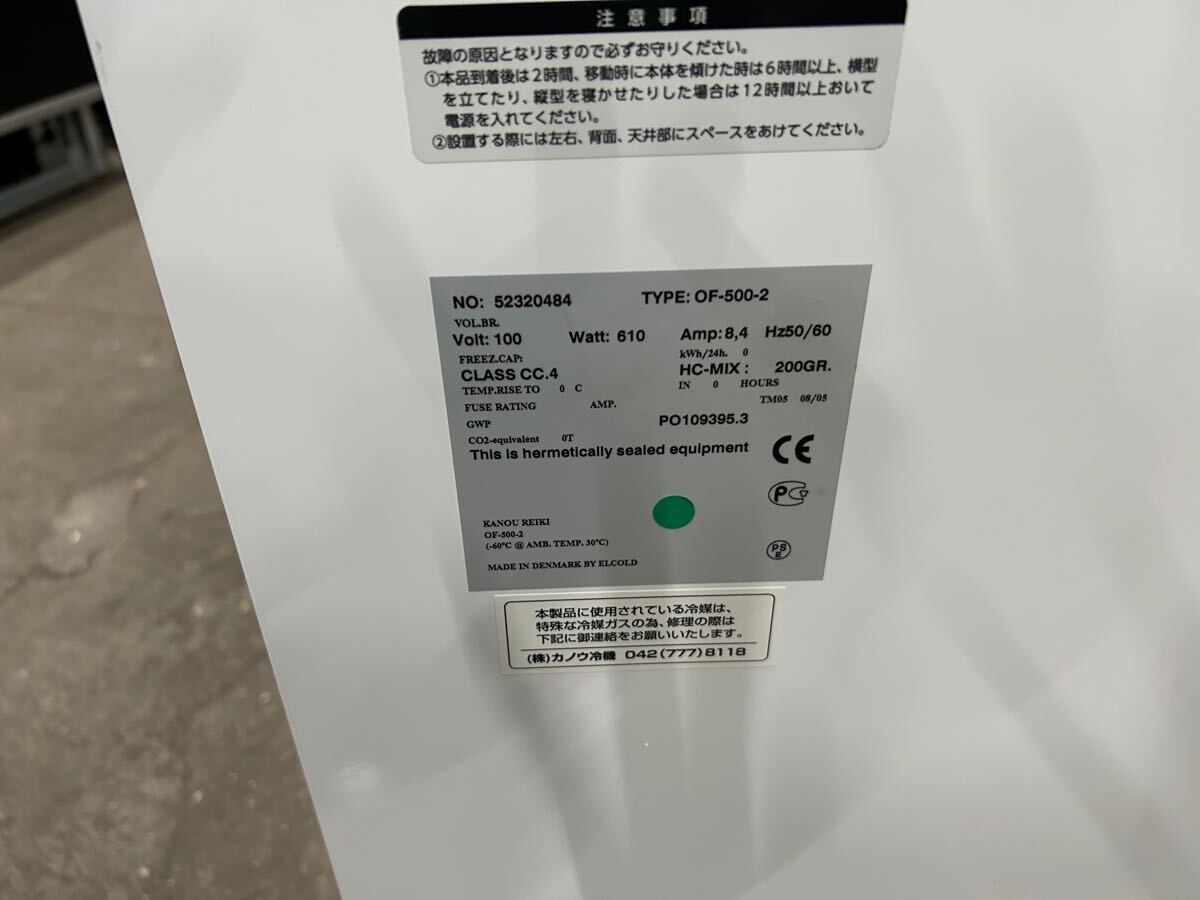 注意事項
故障の原因となりますので必ずお守りください。
①本品到着後は2時間、移動時に本体を傾けた時は6時間以上、横型
を立てたり、縦型を寝かせたりした場合は12時間以上おいて
電源を入れてください。
②設置する際には左右、背面、天井部にスペースをあけてください。
NO: 52320484 TYPE: OF-500-2
VOL.BR.
Volt: 100 Watt: 610 Amp: 8,4 Hz50/60
FREEZ.CAP: kWh/24h. 0
CLASS CC.4 HC-MIX : 200GR.
TEMP.RISE TO 0 C IN 0 HOURS
FUSE RATING AMP. TM05 08/05
GWP PO109395.3
CO2-equivalent 0T
This is hermetically sealed equipment CE
P
PS
E
KANOU REIKI
OF-500-2
(-60°C @ AMB. TEMP. 30°C)
MADE IN DENMARK BY ELCOLD
本製品に使用されている冷媒は、
特殊な冷媒ガスの為、修理の際は
下記に御連絡をお願いいたします。
(株)カノウ冷機 042(777)8118